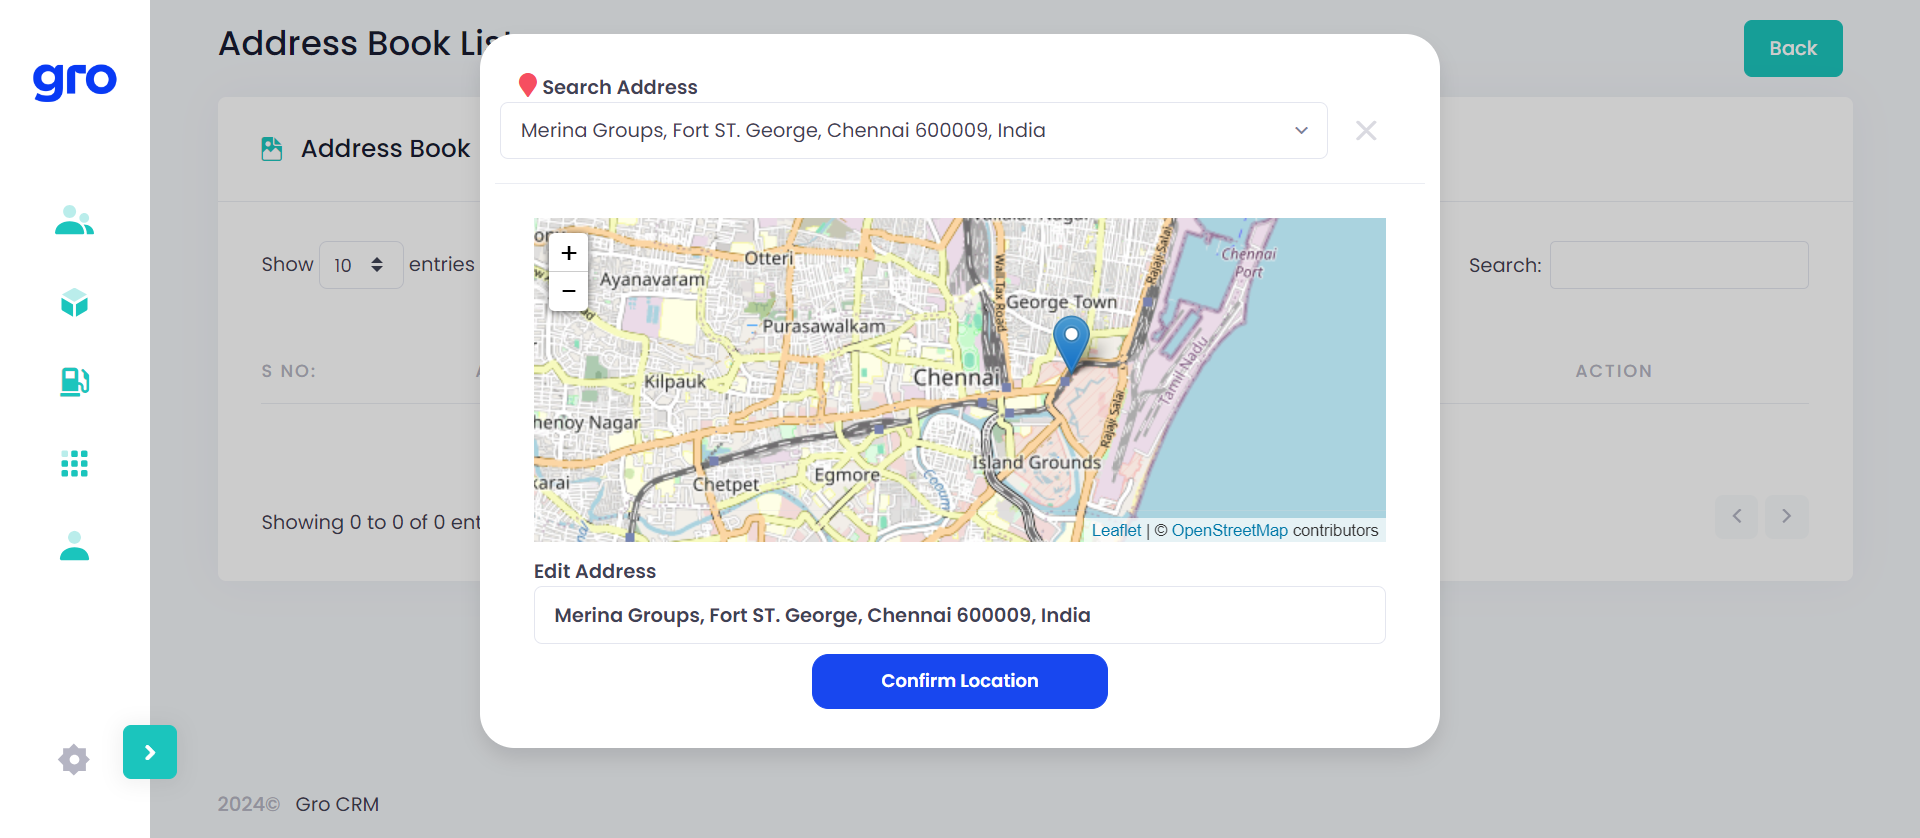 gro
Address Book Lis
Back
Search Address
Merina Groups, Fort ST. George, Chennai 600009, India
Address Book
Show 10 entries
Search:
S NO:
ACTION
+
−
Otteri
Ayanavaram
Chennai
Port
George Town
Wall Tax Road
Rajaji Salai
Purasawalkam
Kilpauk
Chennai
Tamil Nadu
henoy Nagar
Rajaji Salai
Island Grounds
Egmore
Chetpet
karai
Leaflet | © OpenStreetMap contributors
Showing 0 to 0 of 0 ent
Edit Address
Merina Groups, Fort ST. George, Chennai 600009, India
Confirm Location
2024© Gro CRM